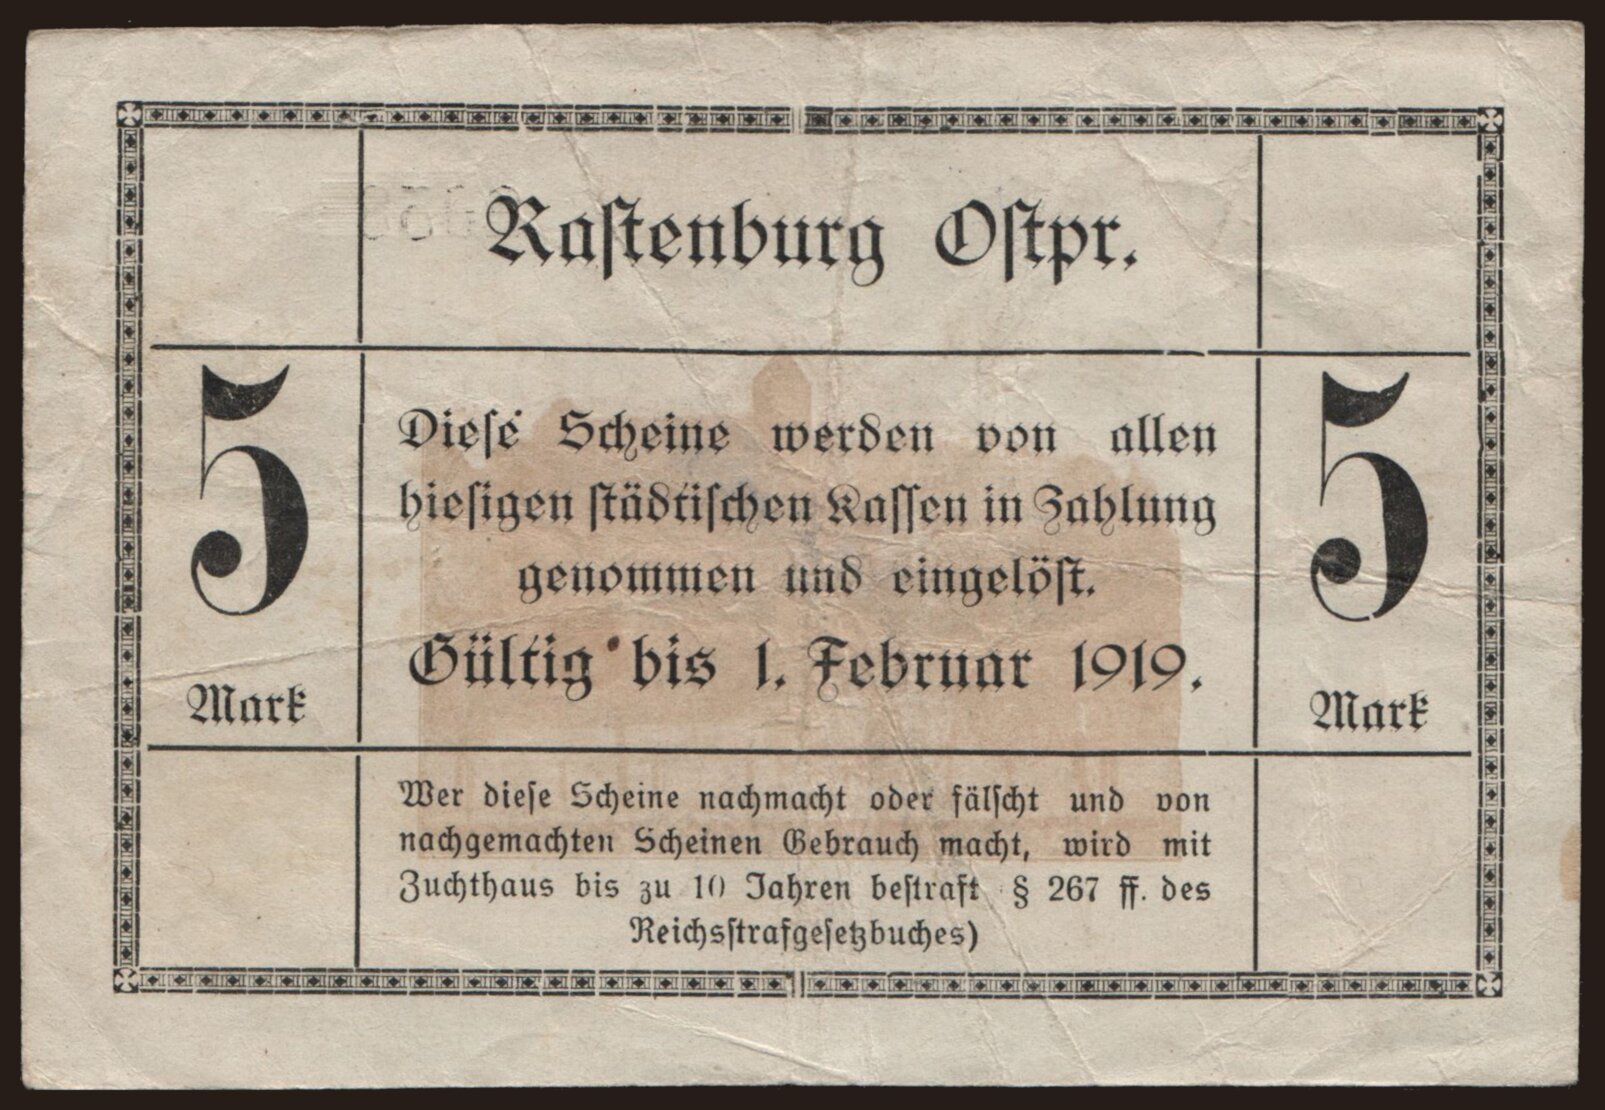 Rastenburg Ostpr.
5
Mark
Diese Scheine werden von allen
hiesigen städtischen Kassen in Zahlung
genommen und eingelöst.
Gültig bis 1. Februar 1919.
5
Mark
Wer diese Scheine nachmacht oder fälscht und von
nachgemachten Scheinen Gebrauch macht, wird mit
Zuchthaus bis zu 10 Jahren bestraft § 267 ff. des
Reichsstrafgesetzbuches)